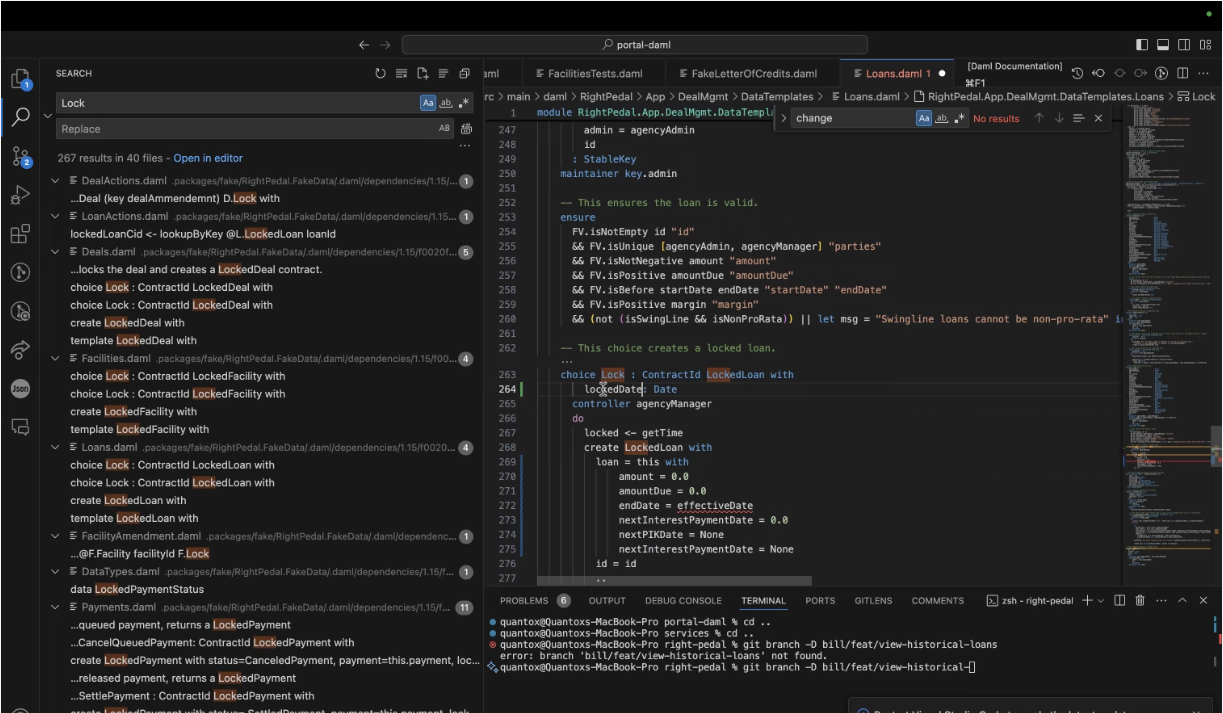 portal-daml
SEARCH
Lock
Aa ab .*
Replace
AB
267 results in 40 files - Open in editor
DealActions.daml .packages/fake/RightPedal.FakeData/.daml/dependencies/1.15/... 1
...Deal (key dealAmmendemnt) D.Lock with
LoanActions.daml .packages/fake/RightPedal.FakeData/.daml/dependencies/1.15... 1
lockedLoanCid <- lookupByKey @L.LockedLoan loanId
Deals.daml .packages/fake/RightPedal.FakeData/.daml/dependencies/1.15/f0020f... 5
...locks the deal and creates a LockedDeal contract.
choice Lock : ContractId LockedDeal with
choice Lock : ContractId LockedDeal with
create LockedDeal with
template LockedDeal with
Facilities.daml .packages/fake/RightPedal.FakeData/.daml/dependencies/1.15/f00... 4
choice Lock : ContractId LockedFacility with
choice Lock : ContractId LockedFacility with
create LockedFacility with
template LockedFacility with
Loans.daml .packages/fake/RightPedal.FakeData/.daml/dependencies/1.15/f0020... 4
choice Lock : ContractId LockedLoan with
choice Lock : ContractId LockedLoan with
create LockedLoan with
template LockedLoan with
FacilityAmendment.daml .packages/fake/RightPedal.FakeData/.daml/dependenc... 1
...@F.Facility facilityId F.Lock
DataTypes.daml .packages/fake/RightPedal.FakeData/.daml/dependencies/1.15/f... 1
data LockedPaymentStatus
Payments.daml .packages/fake/RightPedal.FakeData/.daml/dependencies/1.15/f... 11
...queued payment, returns a LockedPayment
...CancelQueuedPayment: ContractId LockedPayment with
create LockedPayment with status=CanceledPayment, payment=this.payment, loc...
...released payment, returns a LockedPayment
...SettlePayment : ContractId LockedPayment with
create LockedPayment with status= SettledPayment, payment=this.payment, lock
aml
FacilitiesTests.daml
FakeLetterOfCredits.daml
Loans.daml 1
[Daml Documentation]
⌘F1
rc > main > daml > RightPedal > App > DealMgmt > DataTemplates > Loans.daml > RightPedal.App.DealMgmt.DataTemplates.Loans > Lock
1 module RightPedal.App.DealMgmt.DataTempla
change
Aa ab .*
No results
247 admin = agencyAdmin
248 id
249 : StableKey
250 maintainer key.admin
251
252 -- This ensures the loan is valid.
253 ensure
254 FV.isNotEmpty id "id"
255 && FV.isUnique [agencyAdmin, agencyManager] "parties"
256 && FV.isNotNegative amount "amount"
257 && FV.isPositive amountDue "amountDue"
258 && FV.isBefore startDate endDate "startDate" "endDate"
259 && FV.isPositive margin "margin"
260 && (not (isSwingLine && isNonProRata)) || let msg = "Swingline loans cannot be non-pro-rata" i
261
262 -- This choice creates a locked loan.
...
263 choice Lock : ContractId LockedLoan with
264 lockedDate: Date
265 controller agencyManager
266 do
267 locked <- getTime
268 create LockedLoan with
269 loan = this with
270 amount = 0.0
271 amountDue = 0.0
272 endDate = effectiveDate
273 nextInterestPaymentDate = 0.0
274 nextPIKDate = None
275 nextInterestPaymentDate = None
276 id = id
277 ..
PROBLEMS 6 OUTPUT DEBUG CONSOLE TERMINAL PORTS GITLENS COMMENTS
zsh - right-pedal
quantox@Quantoxs-MacBook-Pro portal-daml % cd ..
quantox@Quantoxs-MacBook-Pro services % cd ..
quantox@Quantoxs-MacBook-Pro right-pedal % git branch -D bill/feat/view-historical-loans
error: branch 'bill/feat/view-historical-loans' not found.
quantox@Quantoxs-MacBook-Pro right-pedal % git branch -D bill/feat/view-historical-
1
2
Json